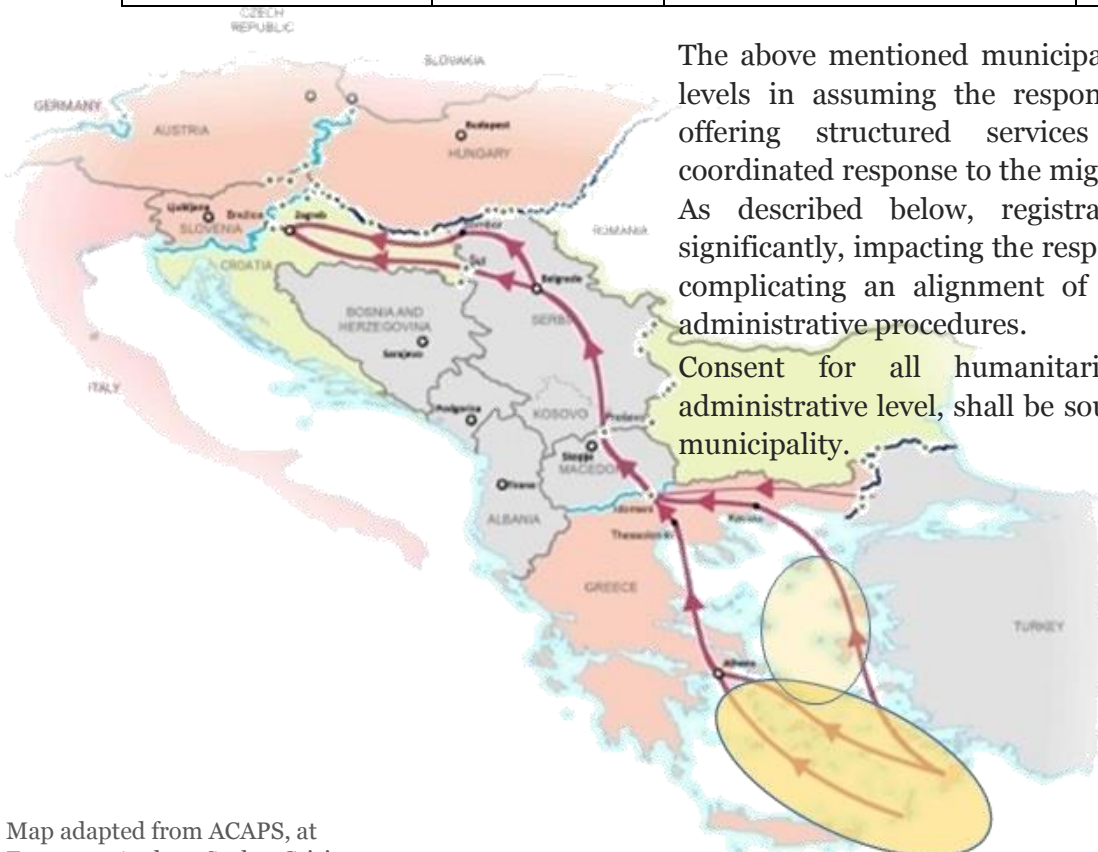 CZECH
REPUBLIC
SLOVAKIA
GERMANY
AUSTRIA
Budapest
HUNGARY
Ljubljana
SLOVENIA
Brežice
Zagreb
CROATIA
Šid
ROMANIA
Belgrade
BOSNIA AND
HERZEGOVINA
Sarajevo
SERB
ITALY
Podgorica
KOSOVO
Preševo
Skopje
MACEDO
Tirana
ALBANIA
Idomeni
Thessaloniki
Kavala
GREECE
TURKEY
Athens
The above mentioned municipa
levels in assuming the respon
offering structured services
coordinated response to the mig
As described below, registra
significantly, impacting the resp
complicating an alignment of
administrative procedures.
Consent for all humanitari
administrative level, shall be sou
municipality.
Map adapted from ACAPS, at